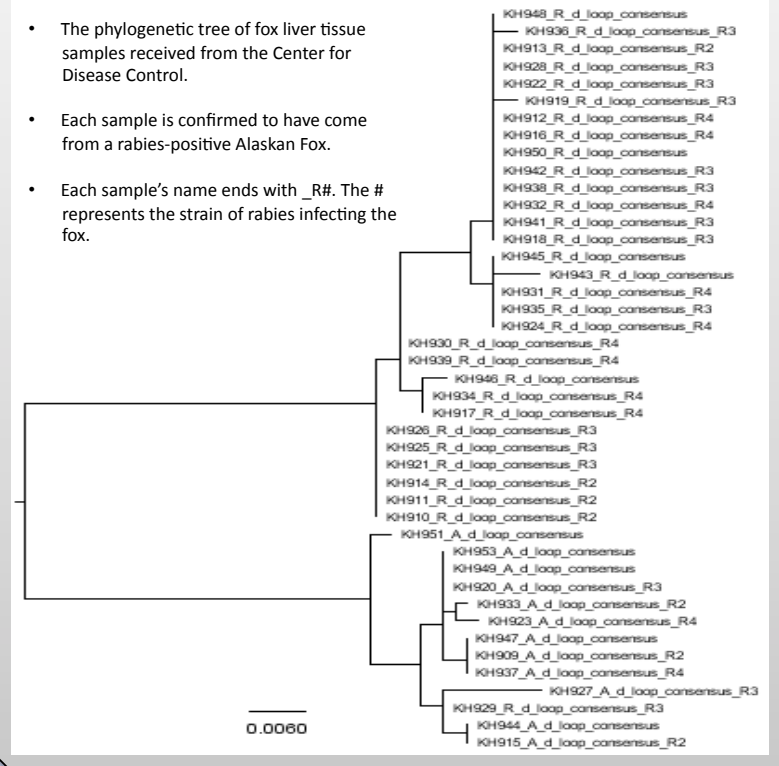 • The phylogenetic tree of fox liver tissue
samples received from the Center for
Disease Control.
• Each sample is confirmed to have come
from a rabies-positive Alaskan Fox.
• Each sample's name ends with _R#. The #
represents the strain of rabies infecting the
fox.
KH948_R_d_loop_consensus
KH936_R_d_loop_consensus_R3
KH913_R_d_loop_consensus_R2
KH928_R_d_loop_consensus_R3
KH922_R_d_loop_consensus_R3
KH919_R_d_loop_consensus_R3
KH912_R_d_loop_consensus_R4
KH916_R_d_loop_consensus_R4
KH950_R_d_loop_consensus
KH942_R_d_loop_consensus_R3
KH938_R_d_loop_consensus_R3
KH932_R_d_loop_consensus_R4
KH941_R_d_loop_consensus_R3
KH918_R_d_loop_consensus_R3
KH945_R_d_loop_consensus
KH943_R_d_loop_consensus
KH931_R_d_loop_consensus_R4
KH935_R_d_loop_consensus_R3
KH924_R_d_loop_consensus_R4
KH930_R_d_loop_consensus_R4
KH939_R_d_loop_consensus_R4
KH946_R_d_loop_consensus
KH934_R_d_loop_consensus_R4
KH917_R_d_loop_consensus_R4
KH926_R_d_loop_consensus_R3
KH925_R_d_loop_consensus_R3
KH921_R_d_loop_consensus_R3
KH914_R_d_loop_consensus_R2
KH911_R_d_loop_consensus_R2
KH910_R_d_loop_consensus_R2
KH951_A_d_loop_consensus
KH953_A_d_loop_consensus
KH949_A_d_loop_consensus
KH920_A_d_loop_consensus_R3
KH933_A_d_loop_consensus_R2
KH923_A_d_loop_consensus_R4
KH947_A_d_loop_consensus
KH909_A_d_loop_consensus_R2
KH937_A_d_loop_consensus_R4
KH927_A_d_loop_consensus_R3
KH929_R_d_loop_consensus_R3
KH944_A_d_loop_consensus
KH915_A_d_loop_consensus_R2
0.0060